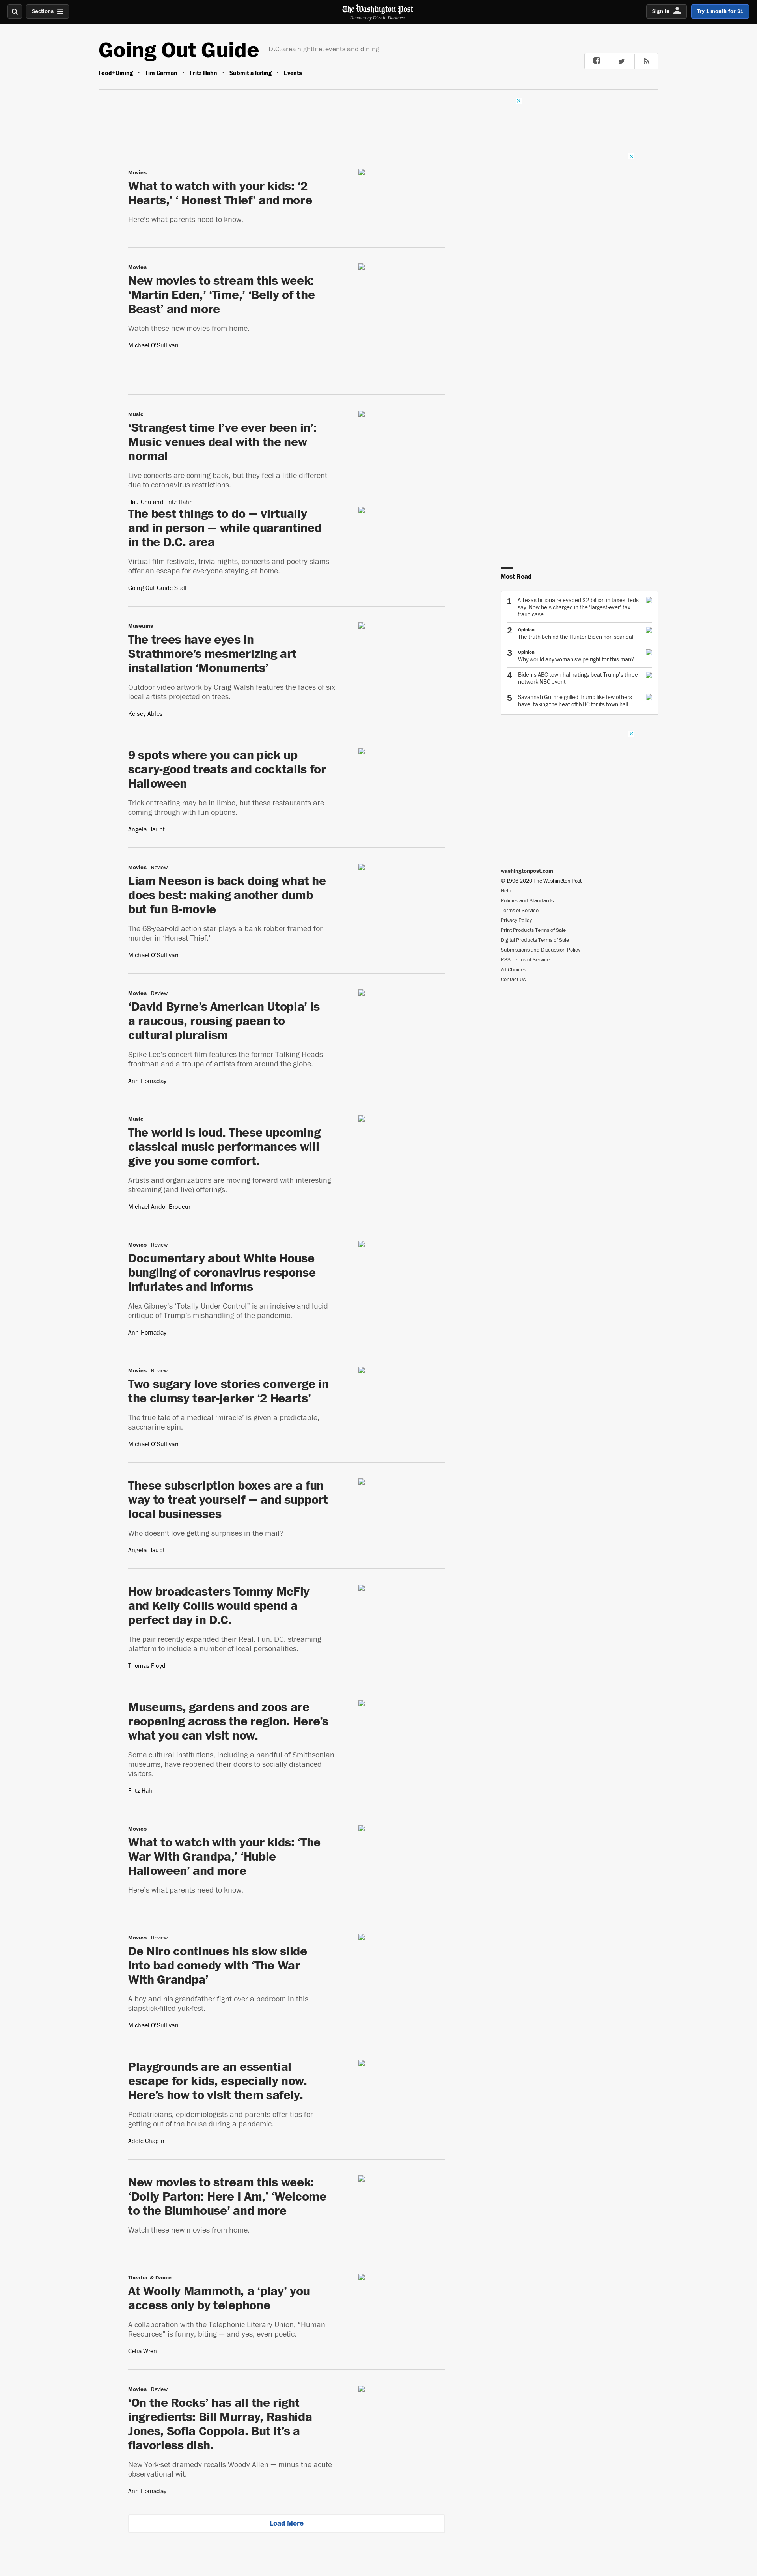 Sections
The Washington Post
Democracy Dies in Darkness
Sign In
Try 1 month for $1
Going Out Guide
D.C.-area nightlife, events and dining
Food+Dining • Tim Carman • Fritz Hahn • Submit a listing • Events
Movies
What to watch with your kids: ‘2
Hearts,’ ‘ Honest Thief’ and more
Here’s what parents need to know.
Movies
New movies to stream this week:
‘Martin Eden,’ ‘Time,’ ‘Belly of the
Beast’ and more
Watch these new movies from home.
Michael O'Sullivan
Music
‘Strangest time I’ve ever been in’:
Music venues deal with the new
normal
Live concerts are coming back, but they feel a little different
due to coronavirus restrictions.
Hau Chu and Fritz Hahn
The best things to do — virtually
and in person — while quarantined
in the D.C. area
Virtual film festivals, trivia nights, concerts and poetry slams
offer an escape for everyone staying at home.
Going Out Guide Staff
Museums
The trees have eyes in
Strathmore’s mesmerizing art
installation ‘Monuments’
Outdoor video artwork by Craig Walsh features the faces of six
local artists projected on trees.
Kelsey Ables
9 spots where you can pick up
scary-good treats and cocktails for
Halloween
Trick-or-treating may be in limbo, but these restaurants are
coming through with fun options.
Angela Haupt
Movies Review
Liam Neeson is back doing what he
does best: making another dumb
but fun B-movie
The 68-year-old action star plays a bank robber framed for
murder in ‘Honest Thief.’
Michael O'Sullivan
Movies Review
‘David Byrne’s American Utopia’ is
a raucous, rousing paean to
cultural pluralism
Spike Lee’s concert film features the former Talking Heads
frontman and a troupe of artists from around the globe.
Ann Hornaday
Music
The world is loud. These upcoming
classical music performances will
give you some comfort.
Artists and organizations are moving forward with interesting
streaming (and live) offerings.
Michael Andor Brodeur
Movies Review
Documentary about White House
bungling of coronavirus response
infuriates and informs
Alex Gibney’s ‘Totally Under Control” is an incisive and lucid
critique of Trump’s mishandling of the pandemic.
Ann Hornaday
Movies Review
Two sugary love stories converge in
the clumsy tear-jerker ‘2 Hearts’
The true tale of a medical ‘miracle’ is given a predictable,
saccharine spin.
Michael O'Sullivan
These subscription boxes are a fun
way to treat yourself — and support
local businesses
Who doesn’t love getting surprises in the mail?
Angela Haupt
How broadcasters Tommy McFly
and Kelly Collis would spend a
perfect day in D.C.
The pair recently expanded their Real. Fun. DC. streaming
platform to include a number of local personalities.
Thomas Floyd
Museums, gardens and zoos are
reopening across the region. Here’s
what you can visit now.
Some cultural institutions, including a handful of Smithsonian
museums, have reopened their doors to socially distanced
visitors.
Fritz Hahn
Movies
What to watch with your kids: ‘The
War With Grandpa,’ ‘Hubie
Halloween’ and more
Here’s what parents need to know.
Movies Review
De Niro continues his slow slide
into bad comedy with ‘The War
With Grandpa’
A boy and his grandfather fight over a bedroom in this
slapstick-filled yuk-fest.
Michael O'Sullivan
Playgrounds are an essential
escape for kids, especially now.
Here’s how to visit them safely.
Pediatricians, epidemiologists and parents offer tips for
getting out of the house during a pandemic.
Adele Chapin
New movies to stream this week:
‘Dolly Parton: Here I Am,’ ‘Welcome
to the Blumhouse’ and more
Watch these new movies from home.
Theater & Dance
At Woolly Mammoth, a ‘play’ you
access only by telephone
A collaboration with the Telephonic Literary Union, “Human
Resources” is funny, biting — and yes, even poetic.
Celia Wren
Movies Review
‘On the Rocks’ has all the right
ingredients: Bill Murray, Rashida
Jones, Sofia Coppola. But it’s a
flavorless dish.
New York-set dramedy recalls Woody Allen — minus the acute
observational wit.
Ann Hornaday
Load More
Most Read
1 A Texas billionaire evaded $2 billion in taxes, feds
say. Now he’s charged in the ‘largest-ever’ tax
fraud case.
2 Opinion
The truth behind the Hunter Biden non-scandal
3 Opinion
Why would any woman swipe right for this man?
4 Biden’s ABC town hall ratings beat Trump’s three-
network NBC event
5 Savannah Guthrie grilled Trump like few others
have, taking the heat off NBC for its town hall
washingtonpost.com
© 1996-2020 The Washington Post
Help
Policies and Standards
Terms of Service
Privacy Policy
Print Products Terms of Sale
Digital Products Terms of Sale
Submissions and Discussion Policy
RSS Terms of Service
Ad Choices
Contact Us